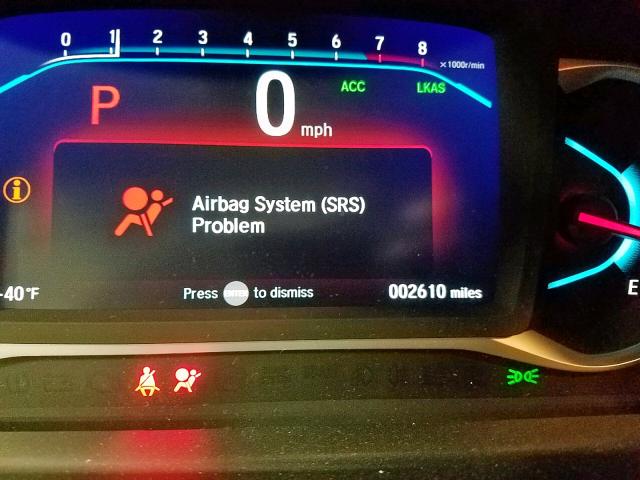 0 1 2 3 4 5 6 7 8
×1000r/min
ACC LKAS
P 0 mph
Airbag System (SRS)
Problem
-40°F Press ENTER to dismiss 002610 miles
E